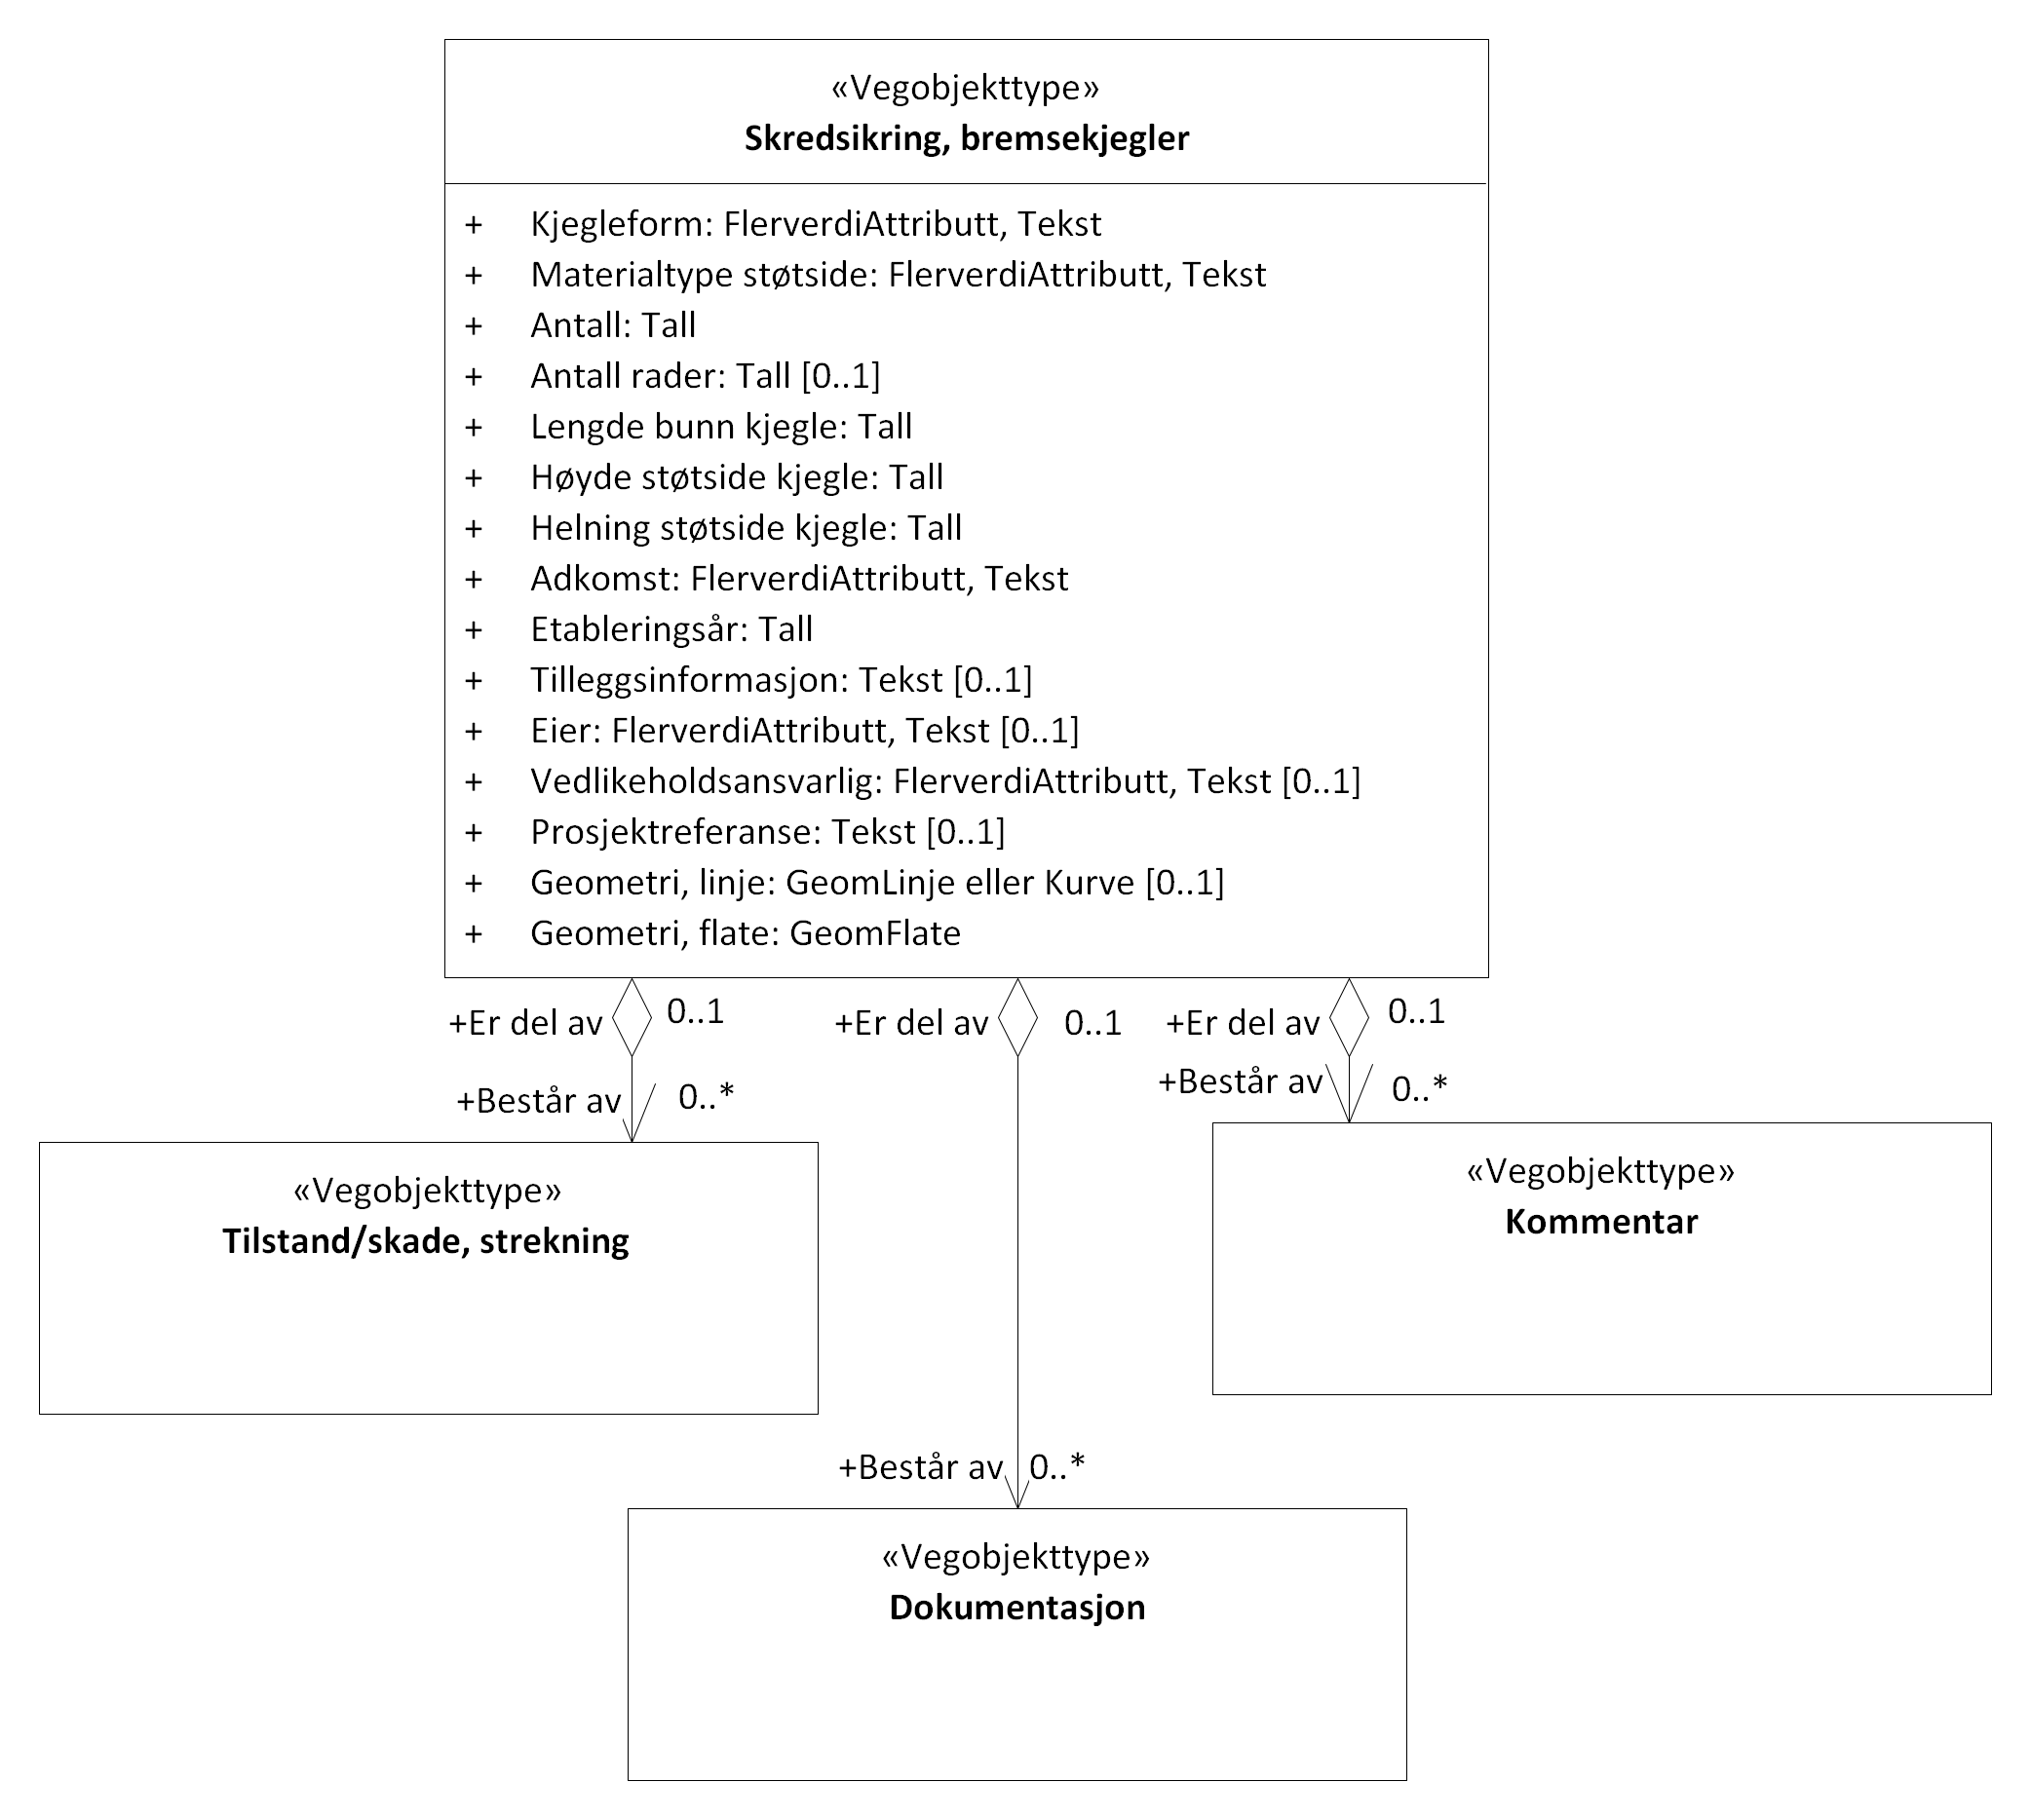 «Vegobjekttype»
Skredsikring, bremsekjegler
+ Kjegleform: FlerverdiAttributt, Tekst
+ Materialtype støtside: FlerverdiAttributt, Tekst
+ Antall: Tall
+ Antall rader: Tall [0..1]
+ Lengde bunn kjegle: Tall
+ Høyde støtside kjegle: Tall
+ Helning støtside kjegle: Tall
+ Adkomst: FlerverdiAttributt, Tekst
+ Etableringsår: Tall
+ Tilleggsinformasjon: Tekst [0..1]
+ Eier: FlerverdiAttributt, Tekst [0..1]
+ Vedlikeholdsansvarlig: FlerverdiAttributt, Tekst [0..1]
+ Prosjektreferanse: Tekst [0..1]
+ Geometri, linje: GeomLinje eller Kurve [0..1]
+ Geometri, flate: GeomFlate
+Er del av 0..1
+Er del av 0..1
+Er del av 0..1
+Består av 0..*
+Består av 0..*
«Vegobjekttype»
Tilstand/skade, strekning
«Vegobjekttype»
Kommentar
+Består av 0..*
«Vegobjekttype»
Dokumentasjon